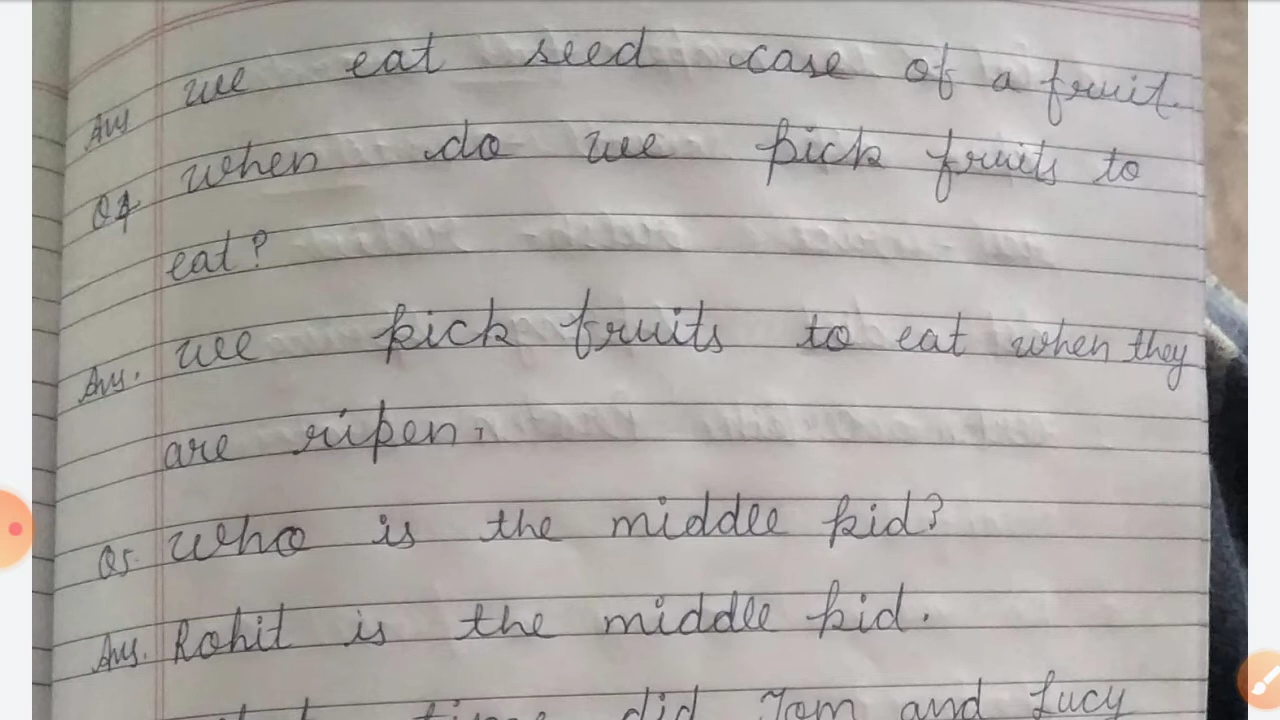 Ans we eat seed case of a fruit.
Q4 when do we pick fruits to
eat?
Ans. we pick fruits to eat when they
are ripen.
Q5. Who is the middle kid?
Ans. Rohit is the middle kid.
time did Tom and Lucy